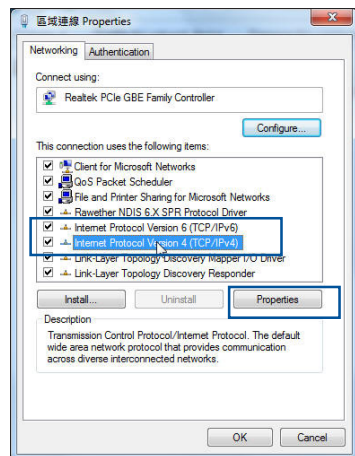 區域連線 Properties
Networking
Authentication
Connect using:
Realtek PCIe GBE Family Controller
Configure...
This connection uses the following items:
Client for Microsoft Networks
QoS Packet Scheduler
File and Printer Sharing for Microsoft Networks
Rawether NDIS 6.X SPR Protocol Driver
Internet Protocol Version 6 (TCP/IPv6)
Internet Protocol Version 4 (TCP/IPv4)
Link-Layer Topology Discovery Mapper I/O Driver
Link-Layer Topology Discovery Responder
Install...
Uninstall
Properties
Description
Transmission Control Protocol/Internet Protocol. The default
wide area network protocol that provides communication
across diverse interconnected networks.
OK
Cancel